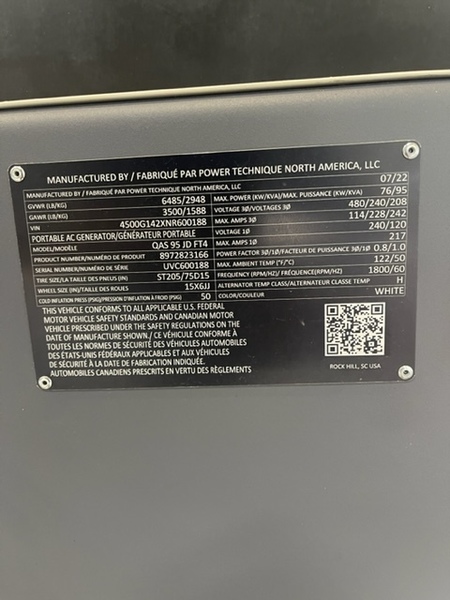 MANUFACTURED BY / FABRIQUÉ PAR POWER TECHNIQUE NORTH AMERICA, LLC
MANUFACTURED BY / FABRIQUÉ PAR POWER TECHNIQUE NORTH AMERICA, LLC 07/22
GVWR (LB/KG) 6485/2948 MAX. POWER (KW/KVA)/MAX. PUISSANCE (KW/KVA) 76/95
GAWR (LB/KG) 3500/1588 VOLTAGE 3Ø/VOLTAGES 3Ø 480/240/208
VIN 4500G142XNR600188 MAX. AMPS 3Ø 114/228/242
PORTABLE AC GENERATOR/GÉNÉRATEUR PORTABLE VOLTAGE 1Ø 240/120
MODEL/MODÈLE QAS 95 JD FT4 MAX. AMPS 1Ø 217
PRODUCT NUMBER/NUMÉRO DE PRODUIT 8972823166 POWER FACTOR 3Ø/1Ø/FACTEUR DE PUISSANCE 3Ø/1Ø 0.8/1.0
SERIAL NUMBER/NUMÉRO DE SÉRIE UVC600188 MAX. AMBIENT TEMP (°F/°C) 122/50
TIRE SIZE/LA TAILLE DES PNEUS (IN) ST205/75D15 FREQUENCY (RPM/HZ)/ FRÉQUENCE(RPM/HZ) 1800/60
WHEEL SIZE (IN)/TAILLE DES ROUES 15X6JJ ALTERNATOR TEMP CLASS/ALTERNATEUR CLASSE TEMP H
COLD INFLATION PRESS (PSIG)/PRESSION D'INFLATION À FROID (PSIG) 50 COLOR/COULEUR WHITE
THIS VEHICLE CONFORMS TO ALL APPLICABLE U.S. FEDERAL
MOTOR VEHICLE SAFETY STANDARDS AND CANADIAN MOTOR
VEHICLE STANDARDS UNDER THE SAFETY REGULATIONS ON THE
DATE OF MANUFACTURE SHOWN./ CE VÉHICULE CONFORME À
TOUTES LES NORMES DE SÉCURITÉ DES VÉHICULES AUTOMOBILES
DES ÉTATS-UNIS FÉDÉRAUX APPLICABLES ET AUX VÉHICULES
DE SÉCURITÉ A LA DATE DE FABRICATION INDIQUÉE.
AUTOMOBILES CANADIENS PRESCRITS EN VERTU DES RÈGLEMENTS
ROCK HILL, SC USA